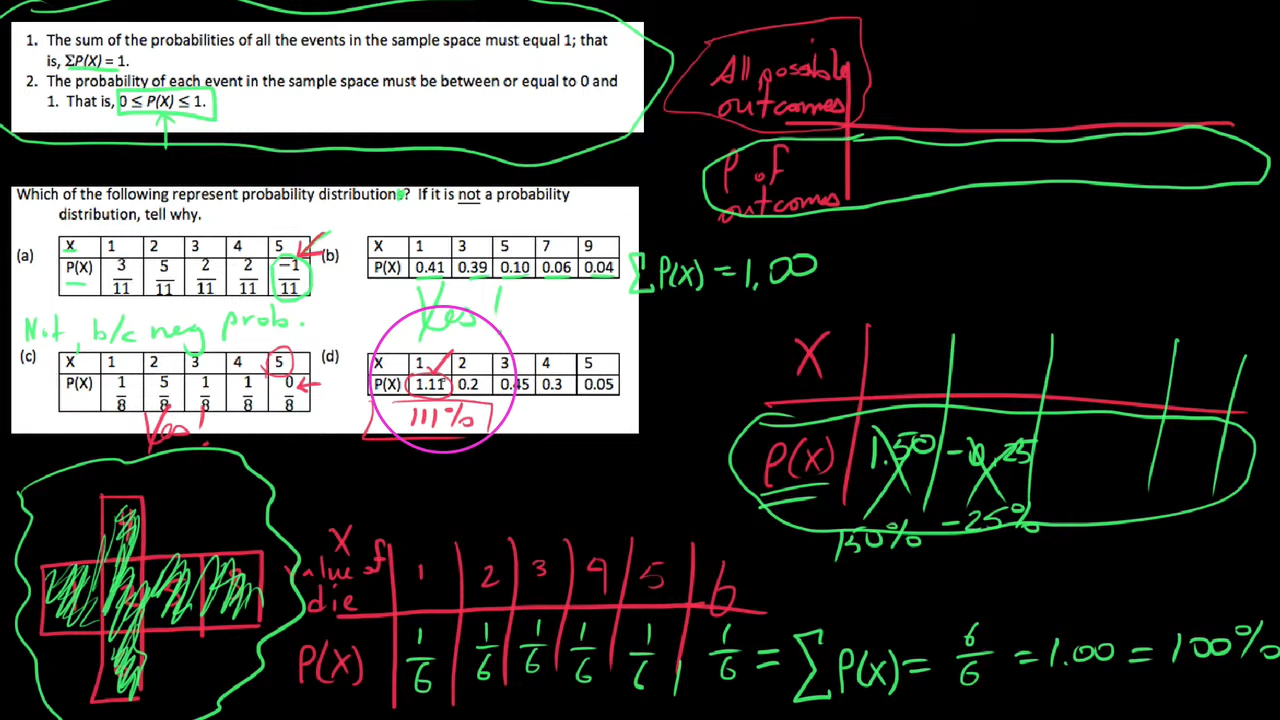 1. The sum of the probabilities of all the events in the sample space must equal 1; that
is, ΣP(X) = 1.
2. The probability of each event in the sample space must be between or equal to 0 and
1. That is, 0 ≤ P(X) ≤ 1.
All possible
outcomes
P of
outcomes
Which of the following represent probability distributions? If it is not a probability
distribution, tell why.
(a)
X 1 2 3 4 5
P(X) 3/11 5/11 2/11 2/11 −1/11
Not, b/c neg prob.
(b)
X 1 3 5 7 9
P(X) 0.41 0.39 0.10 0.06 0.04
ΣP(X) = 1.00
Yes!
(c)
X 1 2 3 4 5
P(X) 1/8 5/8 1/8 1/8 0/8
Yes!
(d)
X 1 2 3 4 5
P(X) 1.11 0.2 0.45 0.3 0.05
111%
X
P(X) 1.50 -0.25
150% -25%
X
value of
die
1 2 3 4 5 6
P(X) 1/6 1/6 1/6 1/6 1/6 1/6 = ΣP(X) = 6/6 = 1.00 = 100%